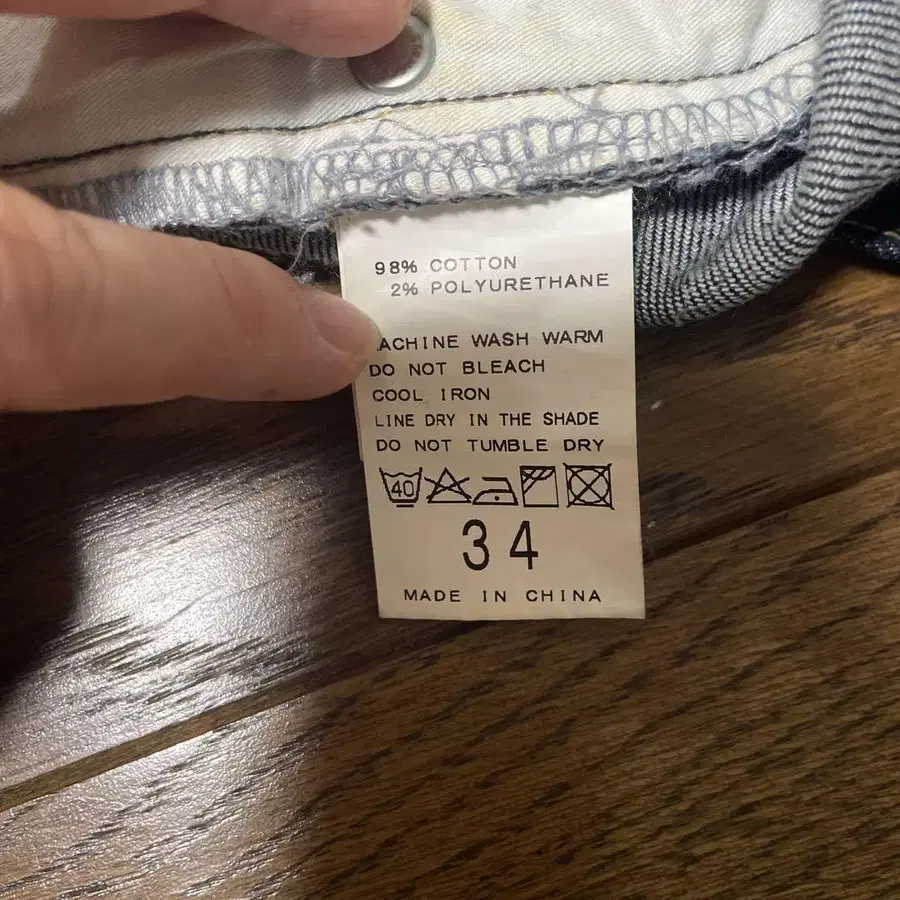 98% COTTON
2% POLYURETHANE
ACHINE WASH WARM
DO NOT BLEACH
COOL IRON
LINE DRY IN THE SHADE
DO NOT TUMBLE DRY
40
34
MADE IN CHINA